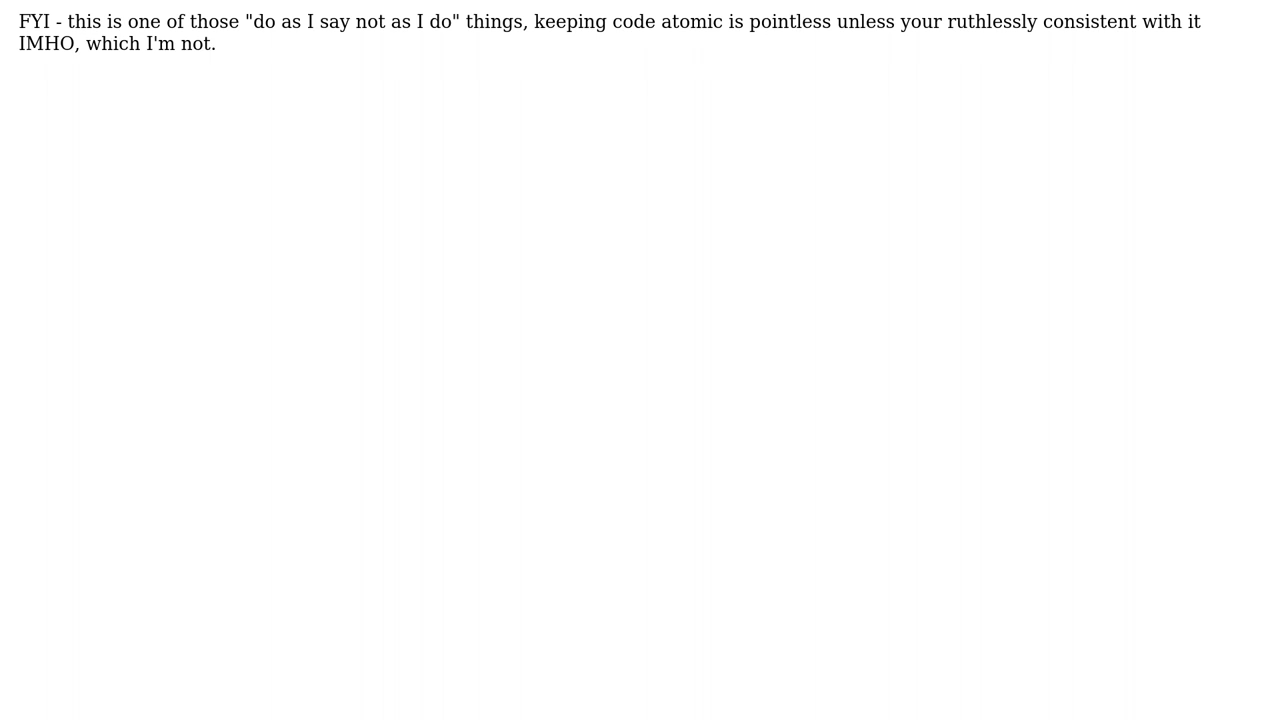 FYI - this is one of those "do as I say not as I do" things, keeping code atomic is pointless unless your ruthlessly consistent with it
IMHO, which I'm not.